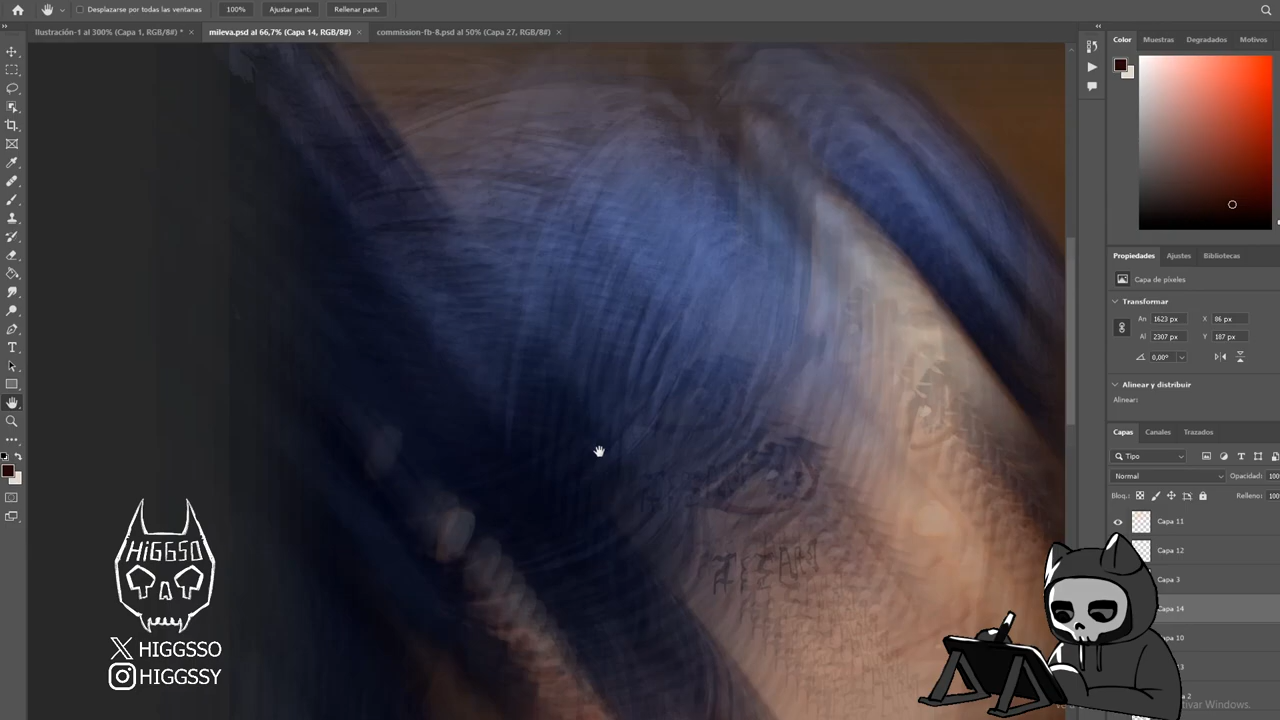 Desplazarse por todas las ventanas
100%
Ajustar pant.
Rellenar pant.
Ilustración-1 al 300% (Capa 1, RGB/8#) *
mileva.psd al 66,7% (Capa 14, RGB/8#)
commission-fb-8.psd al 50% (Capa 27, RGB/8#)
Color
Muestras
Degradados
Motivos
Propiedades
Ajustes
Bibliotecas
Capa de píxeles
Transformar
An 1623 px X 86 px
Al 2307 px Y 187 px
0,00°
Alinear y distribuir
Alinear:
Capas
Canales
Trazados
Tipo
Normal
Opacidad: 100
Bloq.:
Relleno: 100
Capa 11
Capa 12
Capa 3
Capa 14
HiGGSO
HIGGSSO
HIGGSSY